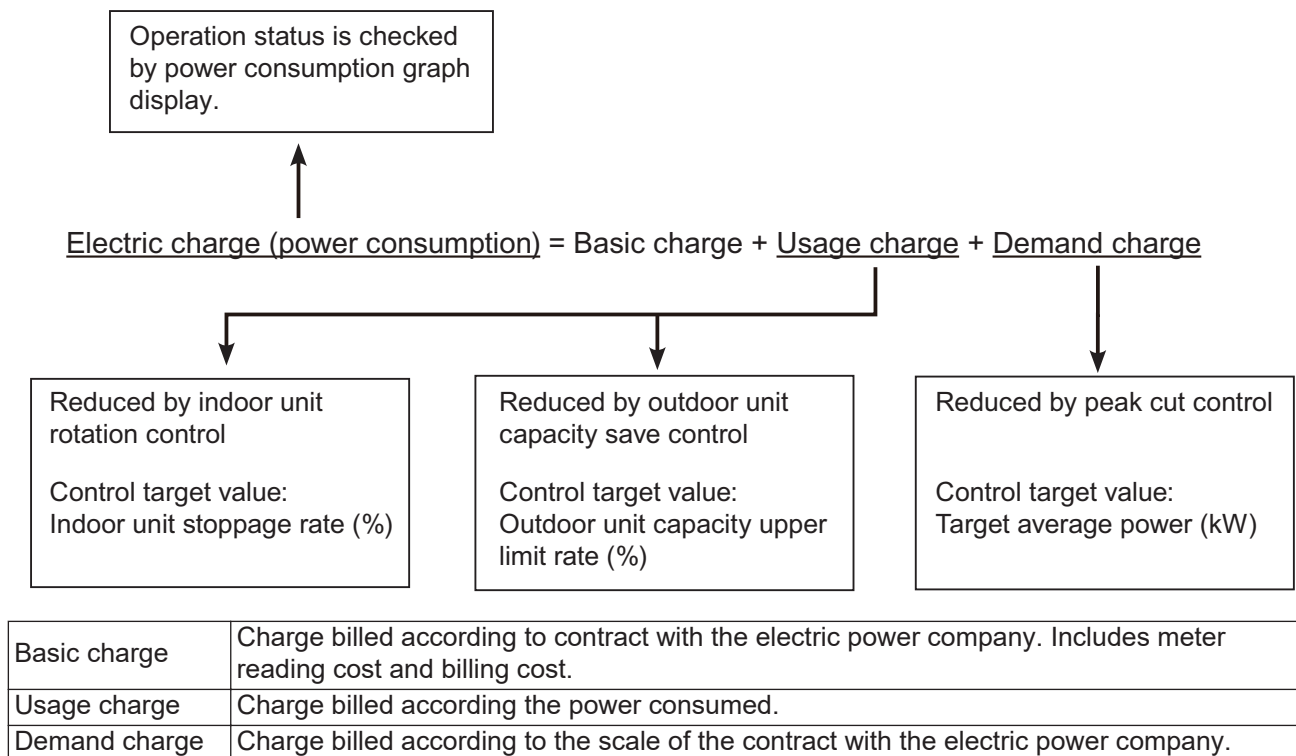 Operation status is checked
by power consumption graph
display.
Electric charge (power consumption) = Basic charge + Usage charge + Demand charge
Reduced by indoor unit
rotation control
Control target value:
Indoor unit stoppage rate (%)
Reduced by outdoor unit
capacity save control
Control target value:
Outdoor unit capacity upper
limit rate (%)
Reduced by peak cut control
Control target value:
Target average power (kW)
Basic charge
Charge billed according to contract with the electric power company. Includes meter
reading cost and billing cost.
Usage charge
Charge billed according the power consumed.
Demand charge
Charge billed according to the scale of the contract with the electric power company.